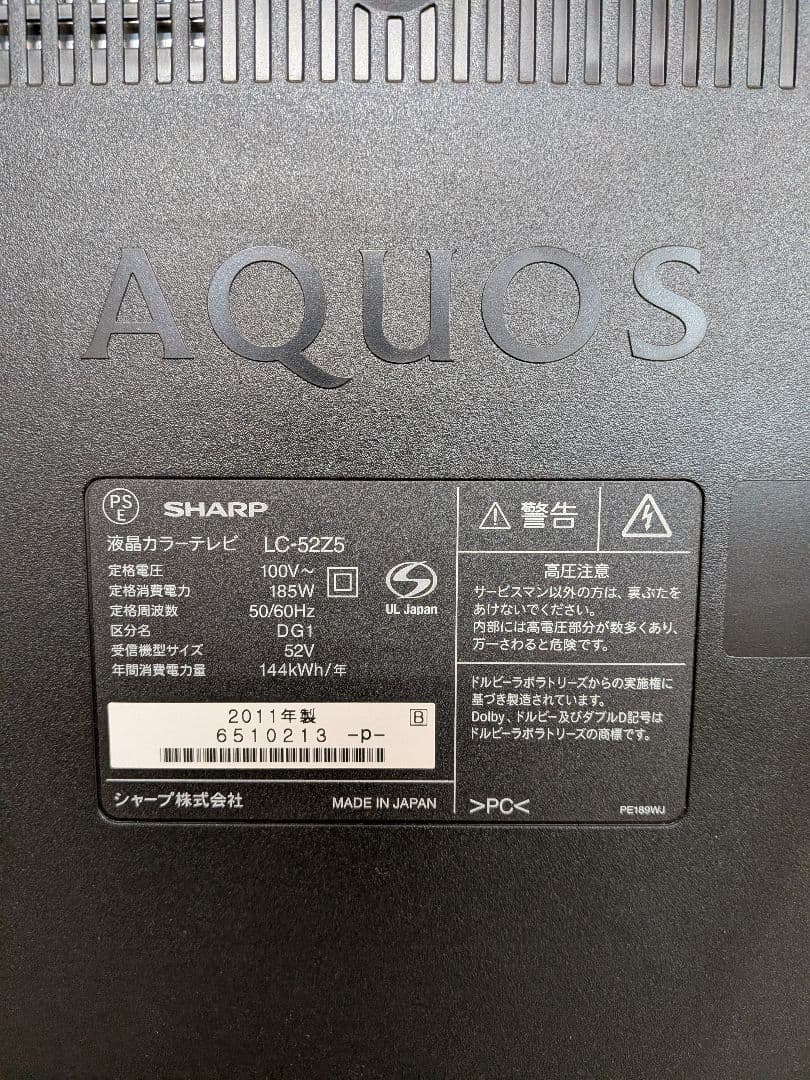 AQUOS
PS
E
SHARP
液晶カラーテレビ LC-52Z5
定格電圧 100V～
定格消費電力 185W
定格周波数 50/60Hz
区分名 DG1
受信機型サイズ 52V
年間消費電力量 144kWh/年
UL Japan
2011年製 B
6510213 -p-
シャープ株式会社 MADE IN JAPAN
警告
高圧注意
サービスマン以外の方は、裏ぶたを
あけないでください。
内部には高電圧部分が数多くあり、
万一さわると危険です。
ドルビーラボラトリーズからの実施権に
基づき製造されています。
Dolby、ドルビー及びダブルD記号は
ドルビーラボラトリーズの商標です。
>PC< PE189WJ